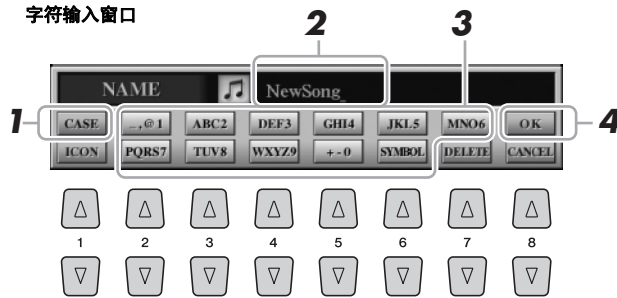 字符输入窗口
2 3
NAME NewSong_
1 CASE _,@1 ABC2 DEF3 GHI4 JKL5 MNO6 OK 4
ICON PQRS7 TUV8 WXYZ9 +-0 SYMBOL DELETE CANCEL
1 2 3 4 5 6 7 8